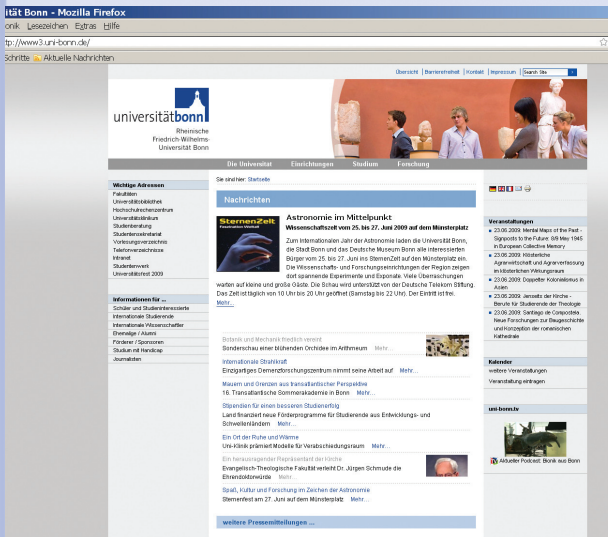 ität Bonn - Mozilla Firefox
onik Lesezeichen Extras Hilfe
tp://www3.uni-bonn.de/
Schritte Aktuelle Nachrichten
Übersicht | Barrierefreiheit | Kontakt | Impressum | Search Site
universitätbonn
Rheinische
Friedrich-Wilhelms-
Universität Bonn
Die Universität Einrichtungen Studium Forschung
Wichtige Adressen
Fakultäten
Universitätsbibliothek
Hochschulrechenzentrum
Universitätsklinikum
Studienberatung
Studentensekretariat
Vorlesungsverzeichnis
Telefonverzeichnisse
Intranet
Studentenwerk
Universitätsfest 2009
Informationen für ...
Schüler und Studieninteressierte
Internationale Studierende
Internationale Wissenschaftler
Ehemalige / Alumni
Förderer / Sponsoren
Studium mit Handicap
Journalisten
Sie sind hier: Startseite
Nachrichten
SternenZelt
Faszination Weltall
Astronomie im Mittelpunkt
Wissenschaftszelt vom 25. bis 27. Juni 2009 auf dem Münsterplatz
Zum Internationalen Jahr der Astronomie laden die Universität Bonn,
die Stadt Bonn und das Deutsche Museum Bonn alle interessierten
Bürger vom 25. bis 27. Juni ins SternenZelt auf den Münsterplatz ein.
Die Wissenschafts- und Forschungseinrichtungen der Region zeigen
dort spannende Experimente und Exponate. Viele Überraschungen
warten auf kleine und große Gäste. Die Schau wird unterstützt von der Deutsche Telekom Stiftung.
Das Zelt ist täglich von 10 Uhr bis 20 Uhr geöffnet (Samstag bis 22 Uhr). Der Eintritt ist frei.
Mehr...
Botanik und Mechanik friedlich vereint
Sonderschau einer blühenden Orchidee im Arithmeum Mehr...
Internationale Strahlkraft
Einzigartiges Demenzforschungszentrum nimmt seine Arbeit auf Mehr...
Mauern und Grenzen aus transatlantischer Perspektive
16. Transatlantische Sommerakademie in Bonn Mehr...
Stipendien für einen besseren Studienerfolg
Land finanziert neue Förderprogramme für Studierende aus Entwicklungs- und
Schwellenländern Mehr...
Ein Ort der Ruhe und Wärme
Uni-Klinik prämiert Modelle für Verabschiedungsraum Mehr...
Ein herausragender Repräsentant der Kirche
Evangelisch-Theologische Fakultät verleiht Dr. Jürgen Schmude die
Ehrendoktorwürde Mehr...
Spaß, Kultur und Forschung im Zeichen der Astronomie
Sternenfest am 27. Juni auf dem Münsterplatz Mehr...
weitere Pressemitteilungen ...
Veranstaltungen
23.06.2009: Mental Maps of the Past -
Signposts to the Future: 8/9 May 1945
in European Collective Memory
23.06.2009: Klösterliche
Agrarwirtschaft und Agrarverfassung
im klösterlichen Wirkungsraum
23.06.2009: Doppelter Kolonialismus in
Asien
23.06.2009: Jenseits der Kirche -
Berufe für Studierende der Theologie
23.06.2009: Santiago de Compostela.
Neue Forschungen zur Baugeschichte
und Konzeption der romanischen
Kathedrale
Kalender
weitere Veranstaltungen
Veranstaltung eintragen
uni-bonn.tv
Aktueller Podcast: Bionik aus Bonn